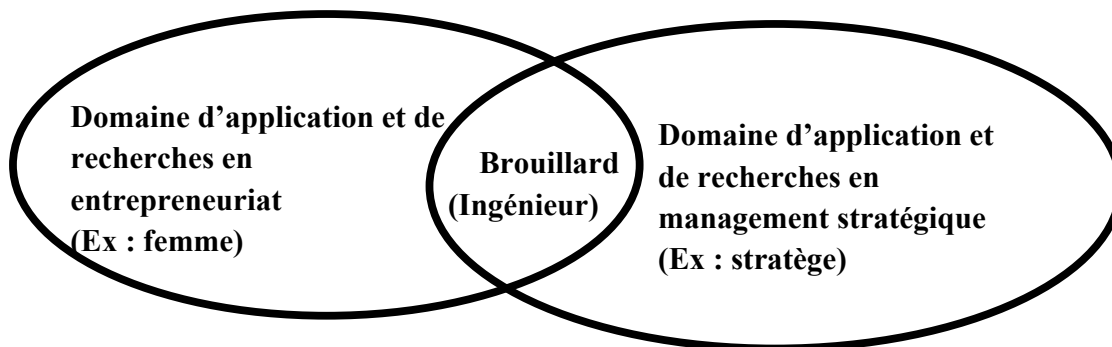 Domaine d'application et de
recherches en
entrepreneuriat
(Ex : femme)
Brouillard
(Ingénieur)
Domaine d'application et
de recherches en
management stratégique
(Ex : stratège)